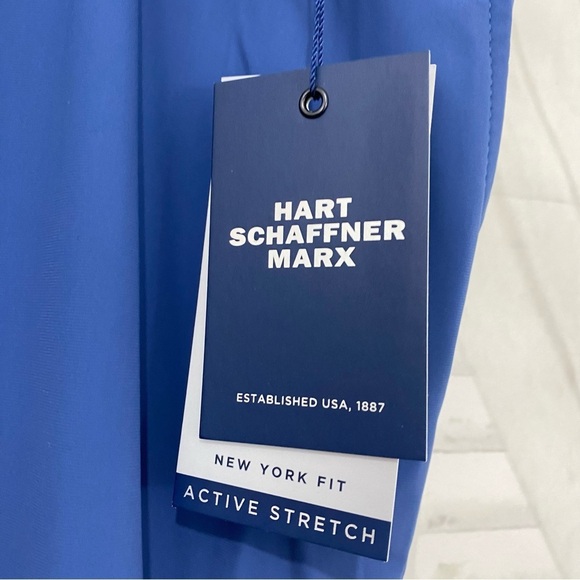 HART
SCHAFFNER
MARX
ESTABLISHED USA, 1887
NEW YORK FIT
ACTIVE STRETCH